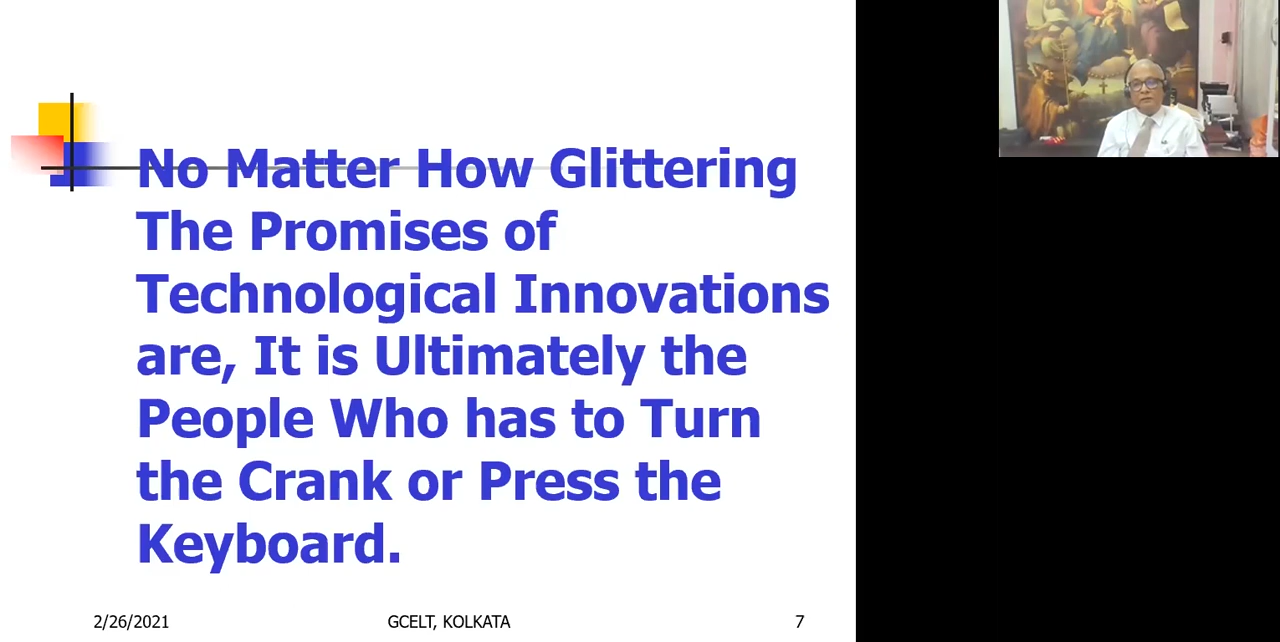 No Matter How Glittering
The Promises of
Technological Innovations
are, It is Ultimately the
People Who has to Turn
the Crank or Press the
Keyboard.
2/26/2021
GCELT, KOLKATA
7